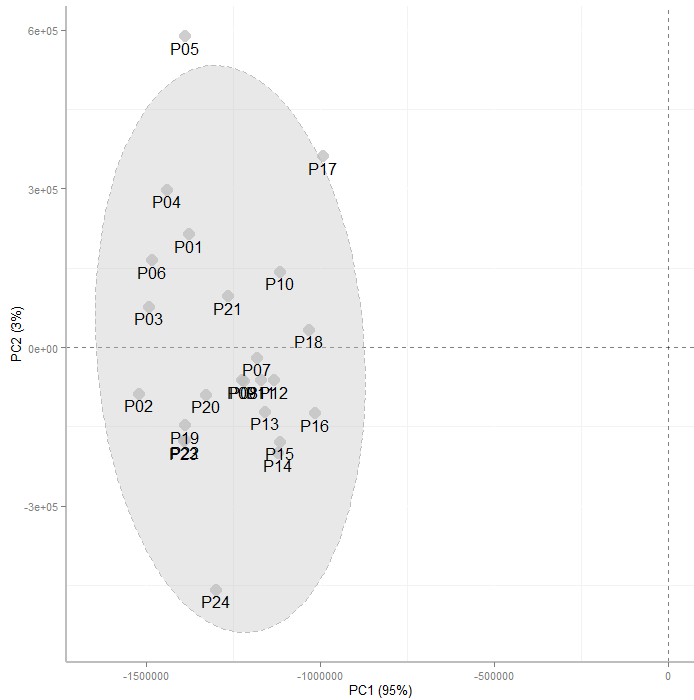 6e+05
P05
P17
3e+05
P04
P01
P06
P10
P21
P03
P18
0e+00
PC2 (3%)
P07
P12
P02
P20
P13
P16
P19
P15
P14
-3e+05
P24
-1500000
-1000000
-500000
0
PC1 (95%)